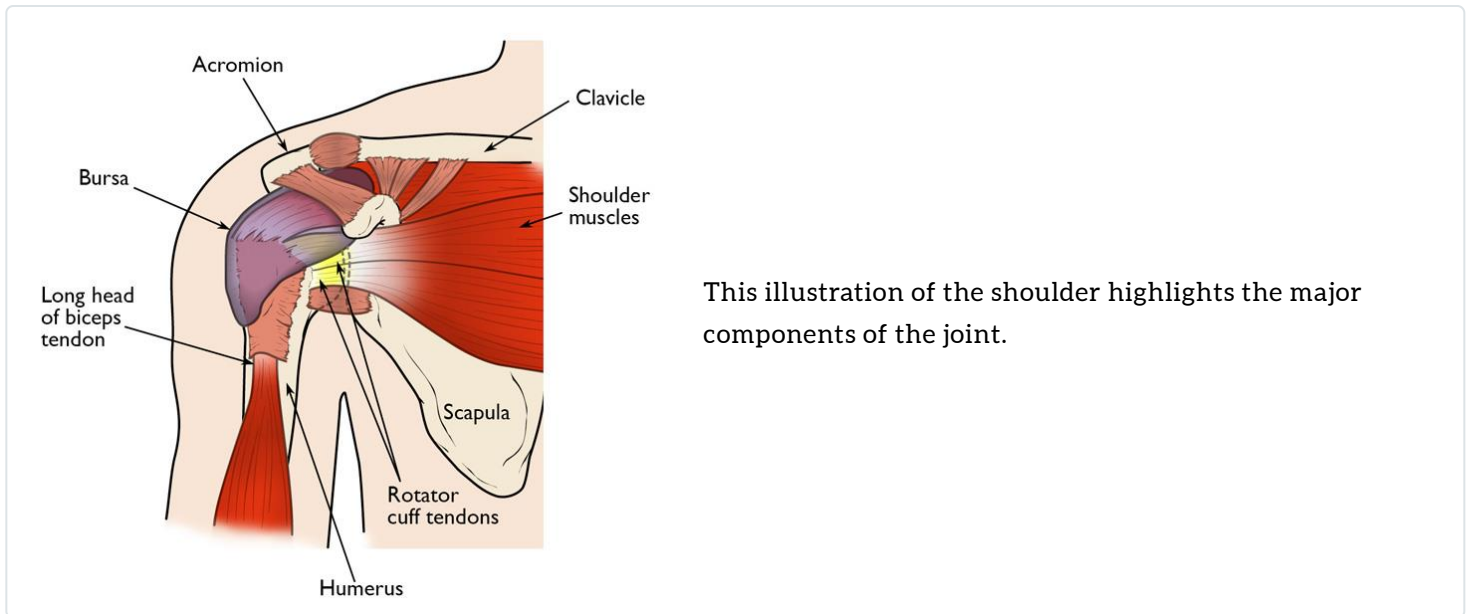 Acromion
Clavicle
Bursa
Shoulder
muscles
Long head
of biceps
tendon
Scapula
Rotator
cuff tendons
Humerus
This illustration of the shoulder highlights the major
components of the joint.